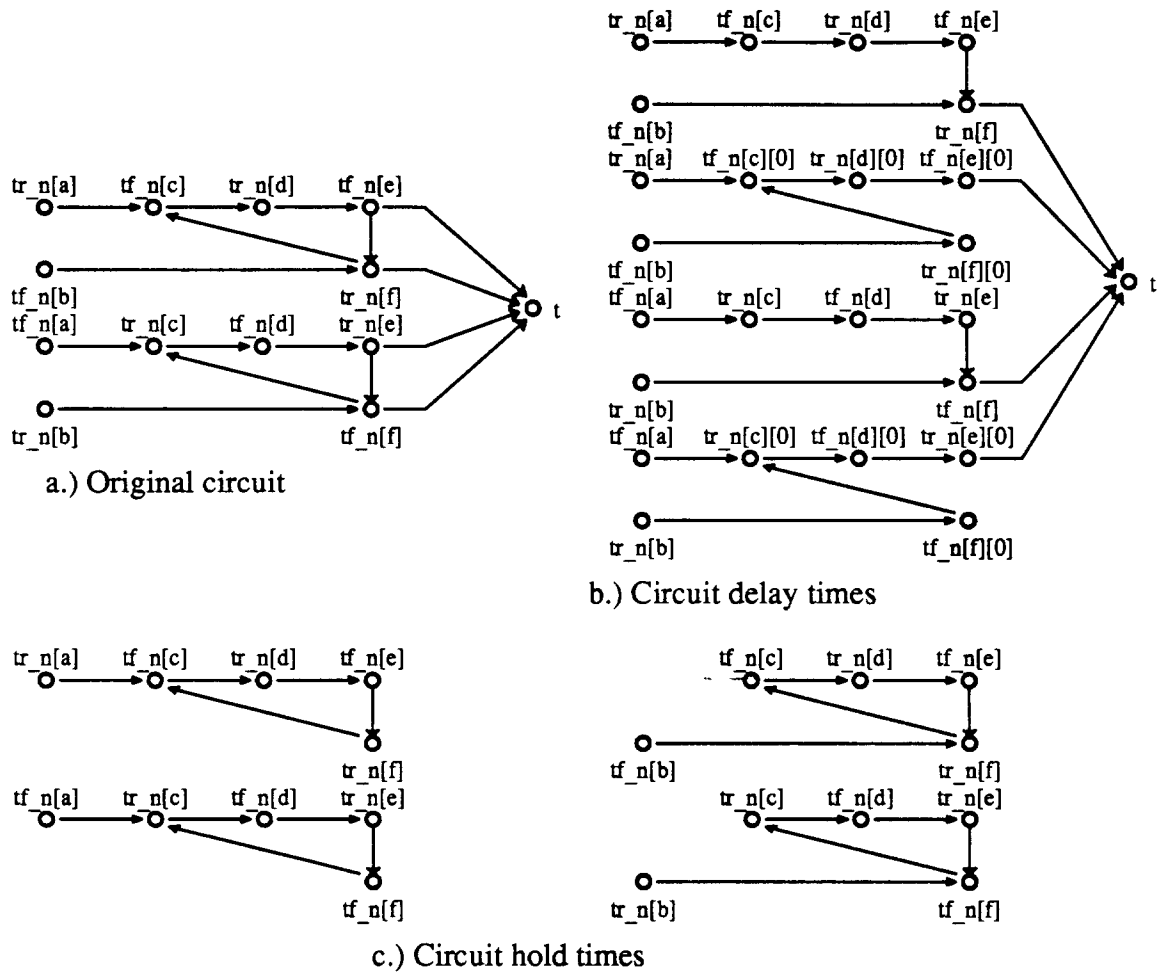 tr_n[a] tf_n[c] tr_n[d] tf_n[e]
tf_n[b] tr_n[f]
tf_n[a] tr_n[c] tf_n[d] tr_n[e]
t
tr_n[b] tf_n[f]
a.) Original circuit
tr_n[a] tf_n[c] tr_n[d] tf_n[e]
tf_n[b] tr_n[f]
tr_n[a] tf_n[c][0] tr_n[d][0] tf_n[e][0]
t
tf_n[b] tr_n[f][0]
tf_n[a] tr_n[c] tf_n[d] tr_n[e]
tr_n[b] tf_n[f]
tf_n[a] tr_n[c][0] tf_n[d][0] tr_n[e][0]
tr_n[b] tf_n[f][0]
b.) Circuit delay times
tr_n[a] tf_n[c] tr_n[d] tf_n[e]
tr_n[f]
tf_n[a] tr_n[c] tf_n[d] tr_n[e]
tf_n[f]
tf_n[c] tr_n[d] tf_n[e]
tf_n[b] tr_n[f]
tr_n[c] tf_n[d] tr_n[e]
tr_n[b] tf_n[f]
c.) Circuit hold times